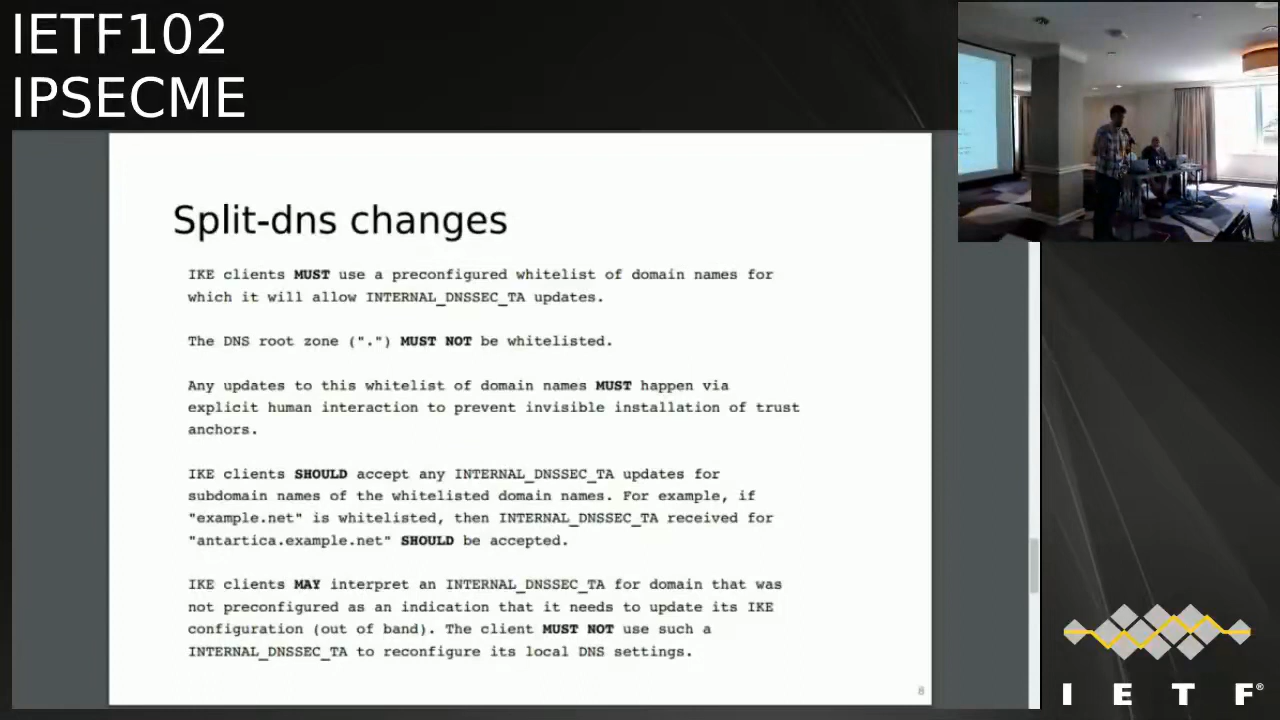 IETF102
IPSECME
Split-dns changes
IKE clients MUST use a preconfigured whitelist of domain names for
which it will allow INTERNAL_DNSSEC_TA updates.
The DNS root zone (".") MUST NOT be whitelisted.
Any updates to this whitelist of domain names MUST happen via
explicit human interaction to prevent invisible installation of trust
anchors.
IKE clients SHOULD accept any INTERNAL_DNSSEC_TA updates for
subdomain names of the whitelisted domain names. For example, if
"example.net" is whitelisted, then INTERNAL_DNSSEC_TA received for
"antartica.example.net" SHOULD be accepted.
IKE clients MAY interpret an INTERNAL_DNSSEC_TA for domain that was
not preconfigured as an indication that it needs to update its IKE
configuration (out of band). The client MUST NOT use such a
INTERNAL_DNSSEC_TA to reconfigure its local DNS settings.
8
I E T F®